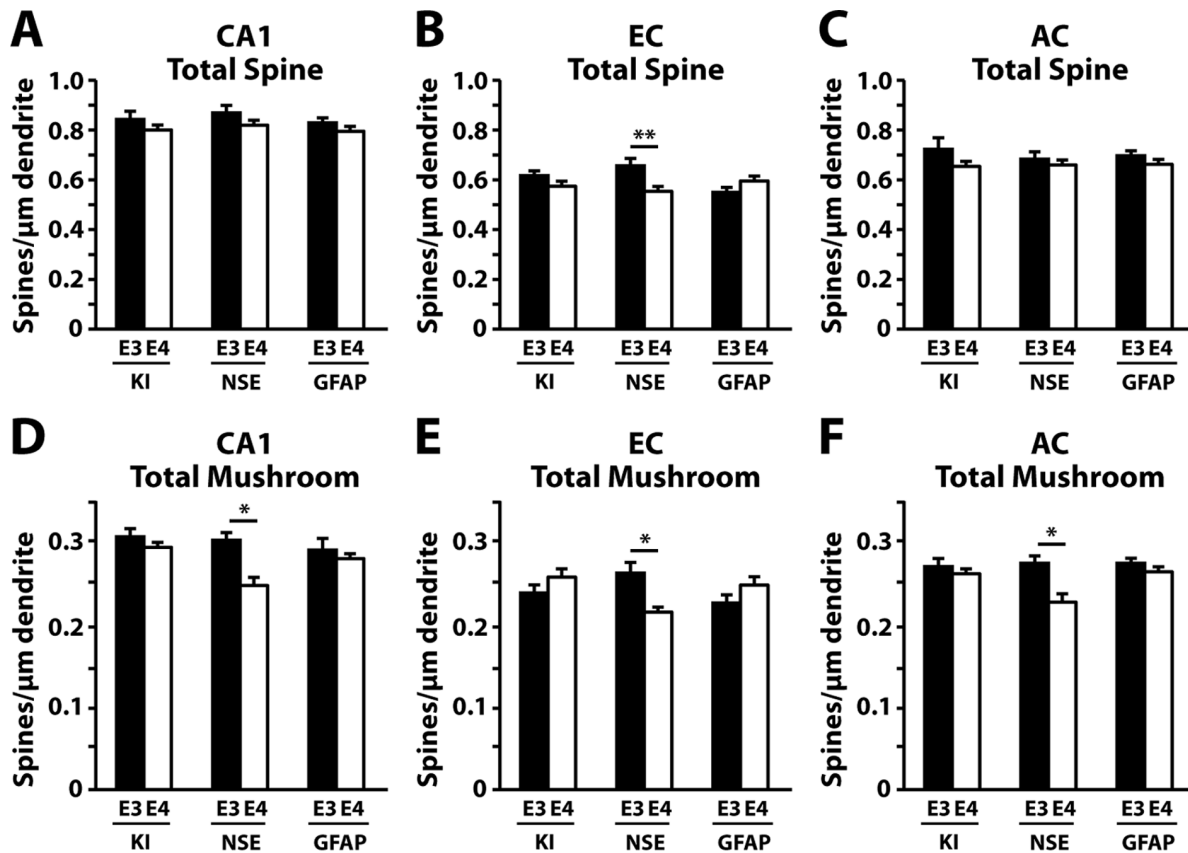 A
CA1
Total Spine
Spines/µm dendrite
1.0
0.8
0.6
0.4
0.2
0
E3 E4 E3 E4 E3 E4
KI NSE GFAP
B
EC
Total Spine
Spines/µm dendrite
1.0
0.8
0.6
0.4
0.2
0
**
E3 E4 E3 E4 E3 E4
KI NSE GFAP
C
AC
Total Spine
Spines/µm dendrite
1.0
0.8
0.6
0.4
0.2
0
E3 E4 E3 E4 E3 E4
KI NSE GFAP
D
CA1
Total Mushroom
Spines/µm dendrite
0.3
0.2
0.1
0
*
E3 E4 E3 E4 E3 E4
KI NSE GFAP
E
EC
Total Mushroom
Spines/µm dendrite
0.3
0.2
0.1
0
*
E3 E4 E3 E4 E3 E4
KI NSE GFAP
F
AC
Total Mushroom
Spines/µm dendrite
0.3
0.2
0.1
0
*
E3 E4 E3 E4 E3 E4
KI NSE GFAP